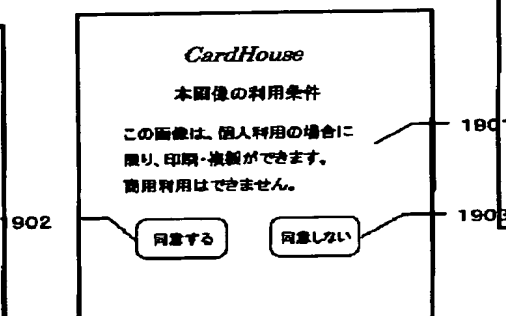 CardHouse
本画像の利用条件
この画像は、個人利用の場合に
限り、印刷・複製ができます。
商用利用はできません。
1901
1902
1903
同意する
同意しない